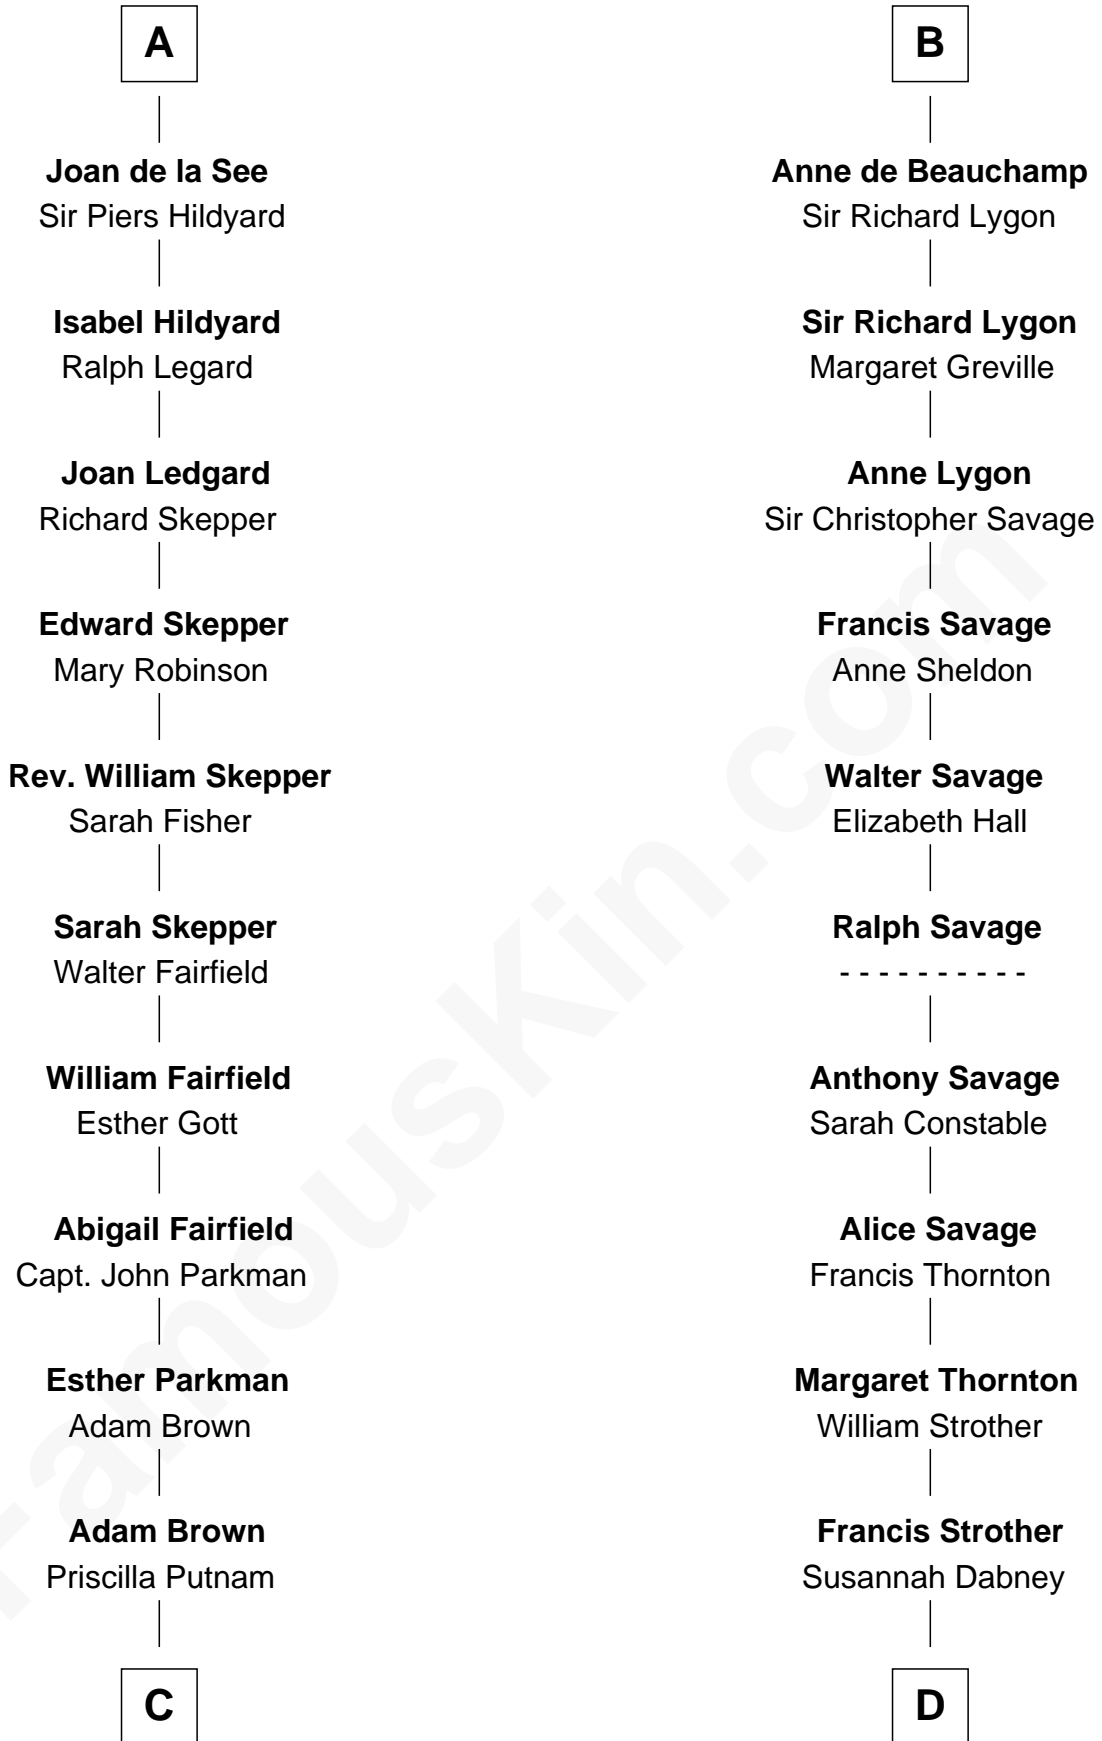 A
Joan de la See
Sir Piers Hildyard
Isabel Hildyard
Ralph Legard
Joan Ledgard
Richard Skepper
Edward Skepper
Mary Robinson
Rev. William Skepper
Sarah Fisher
Sarah Skepper
Walter Fairfield
William Fairfield
Esther Gott
Abigail Fairfield
Capt. John Parkman
Esther Parkman
Adam Brown
Adam Brown
Priscilla Putnam
C
B
Anne de Beauchamp
Sir Richard Lygon
Sir Richard Lygon
Margaret Greville
Anne Lygon
Sir Christopher Savage
Francis Savage
Anne Sheldon
Walter Savage
Elizabeth Hall
Ralph Savage
- - - - - - - - - -
Anthony Savage
Sarah Constable
Alice Savage
Francis Thornton
Margaret Thornton
William Strother
Francis Strother
Susannah Dabney
D
FamousKin.com